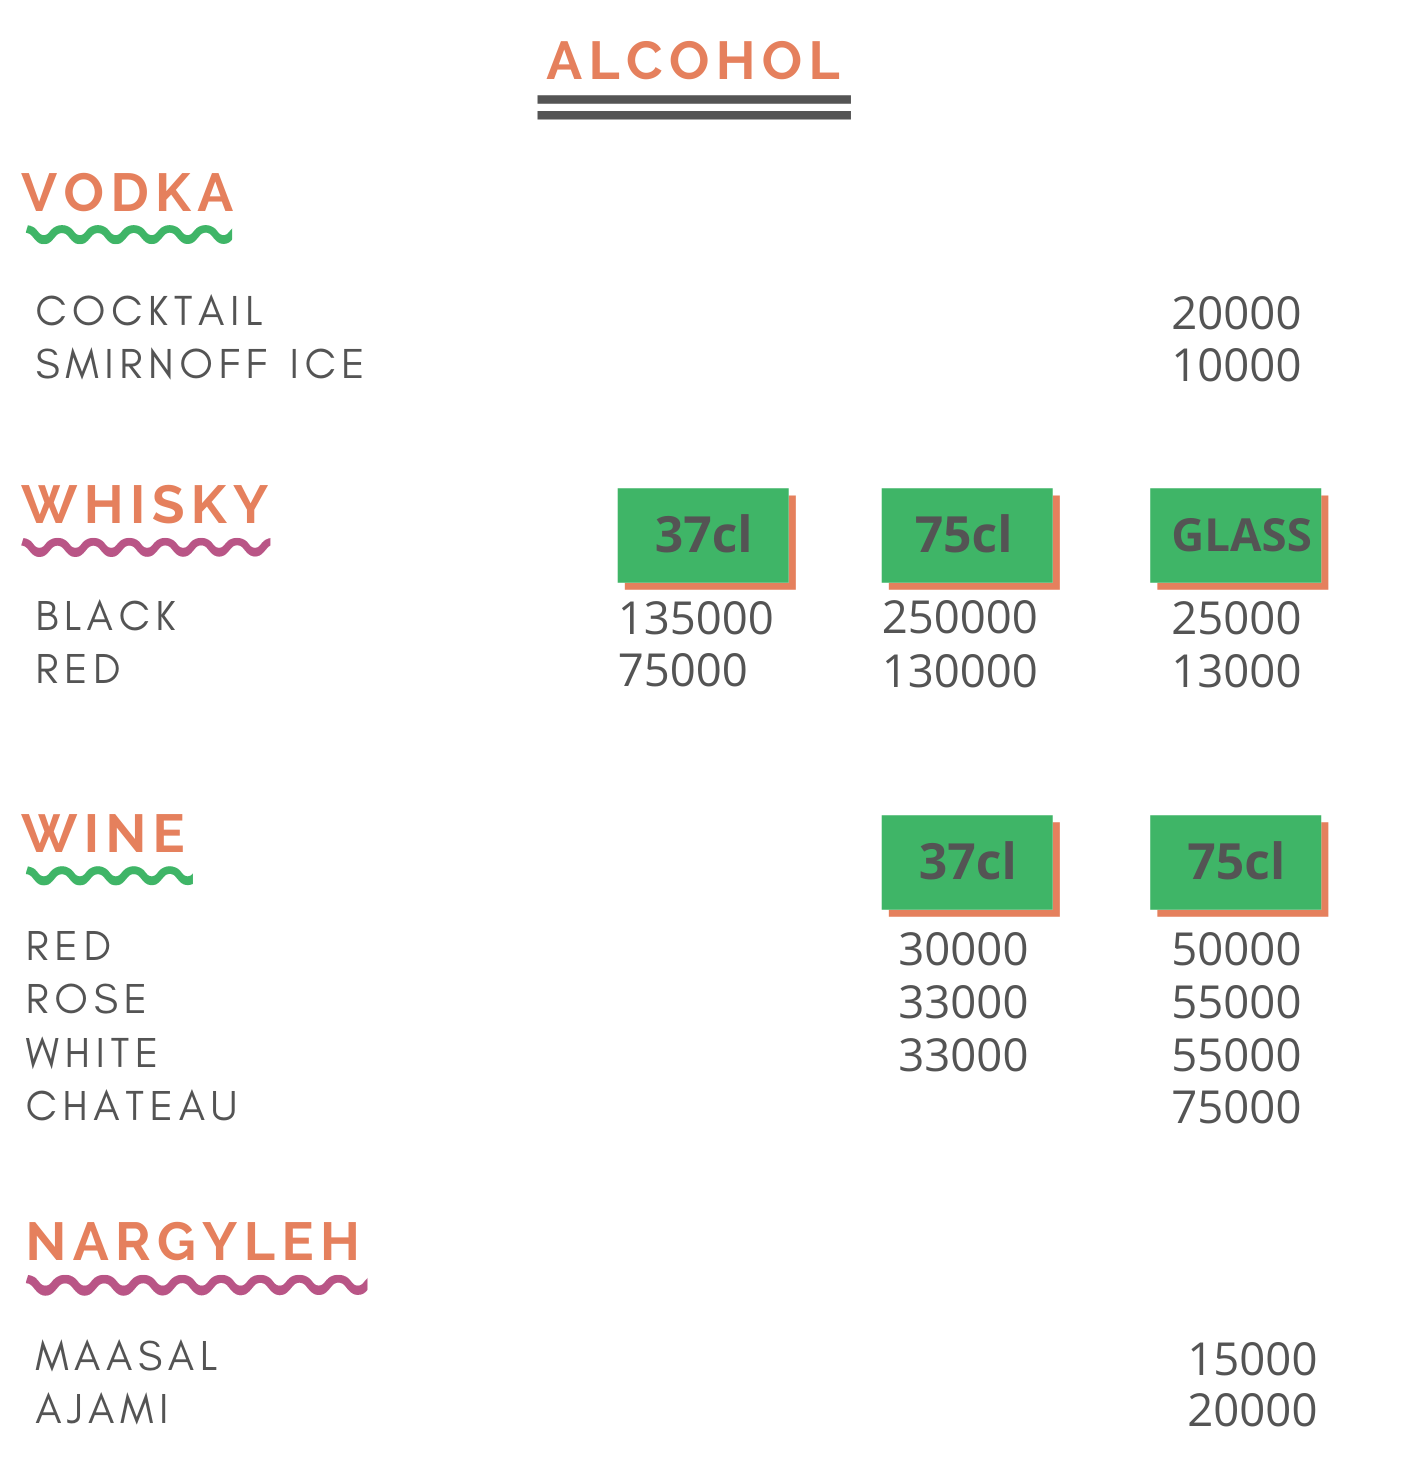 ALCOHOL
VODKA
COCKTAIL 20000
SMIRNOFF ICE 10000
WHISKY 37cl 75cl GLASS
BLACK 135000 250000 25000
RED 75000 130000 13000
WINE 37cl 75cl
RED 30000 50000
ROSE 33000 55000
WHITE 33000 55000
CHATEAU 75000
NARGYLEH
MAASAL 15000
AJAMI 20000